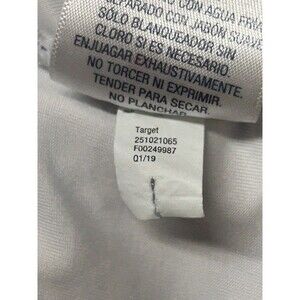 CON AGUA FRIA
PARADO CON JABON SUAVE
SOLO BLANQUEADOR SIN
CLORO SI ES NECESARIO.
ENJUAGAR EXHAUSTIVAMENTE.
NO TORCER NI EXPRIMIR.
TENDER PARA SECAR.
NO PLANCHAR
Target
251021065
F00249987
Q1/19